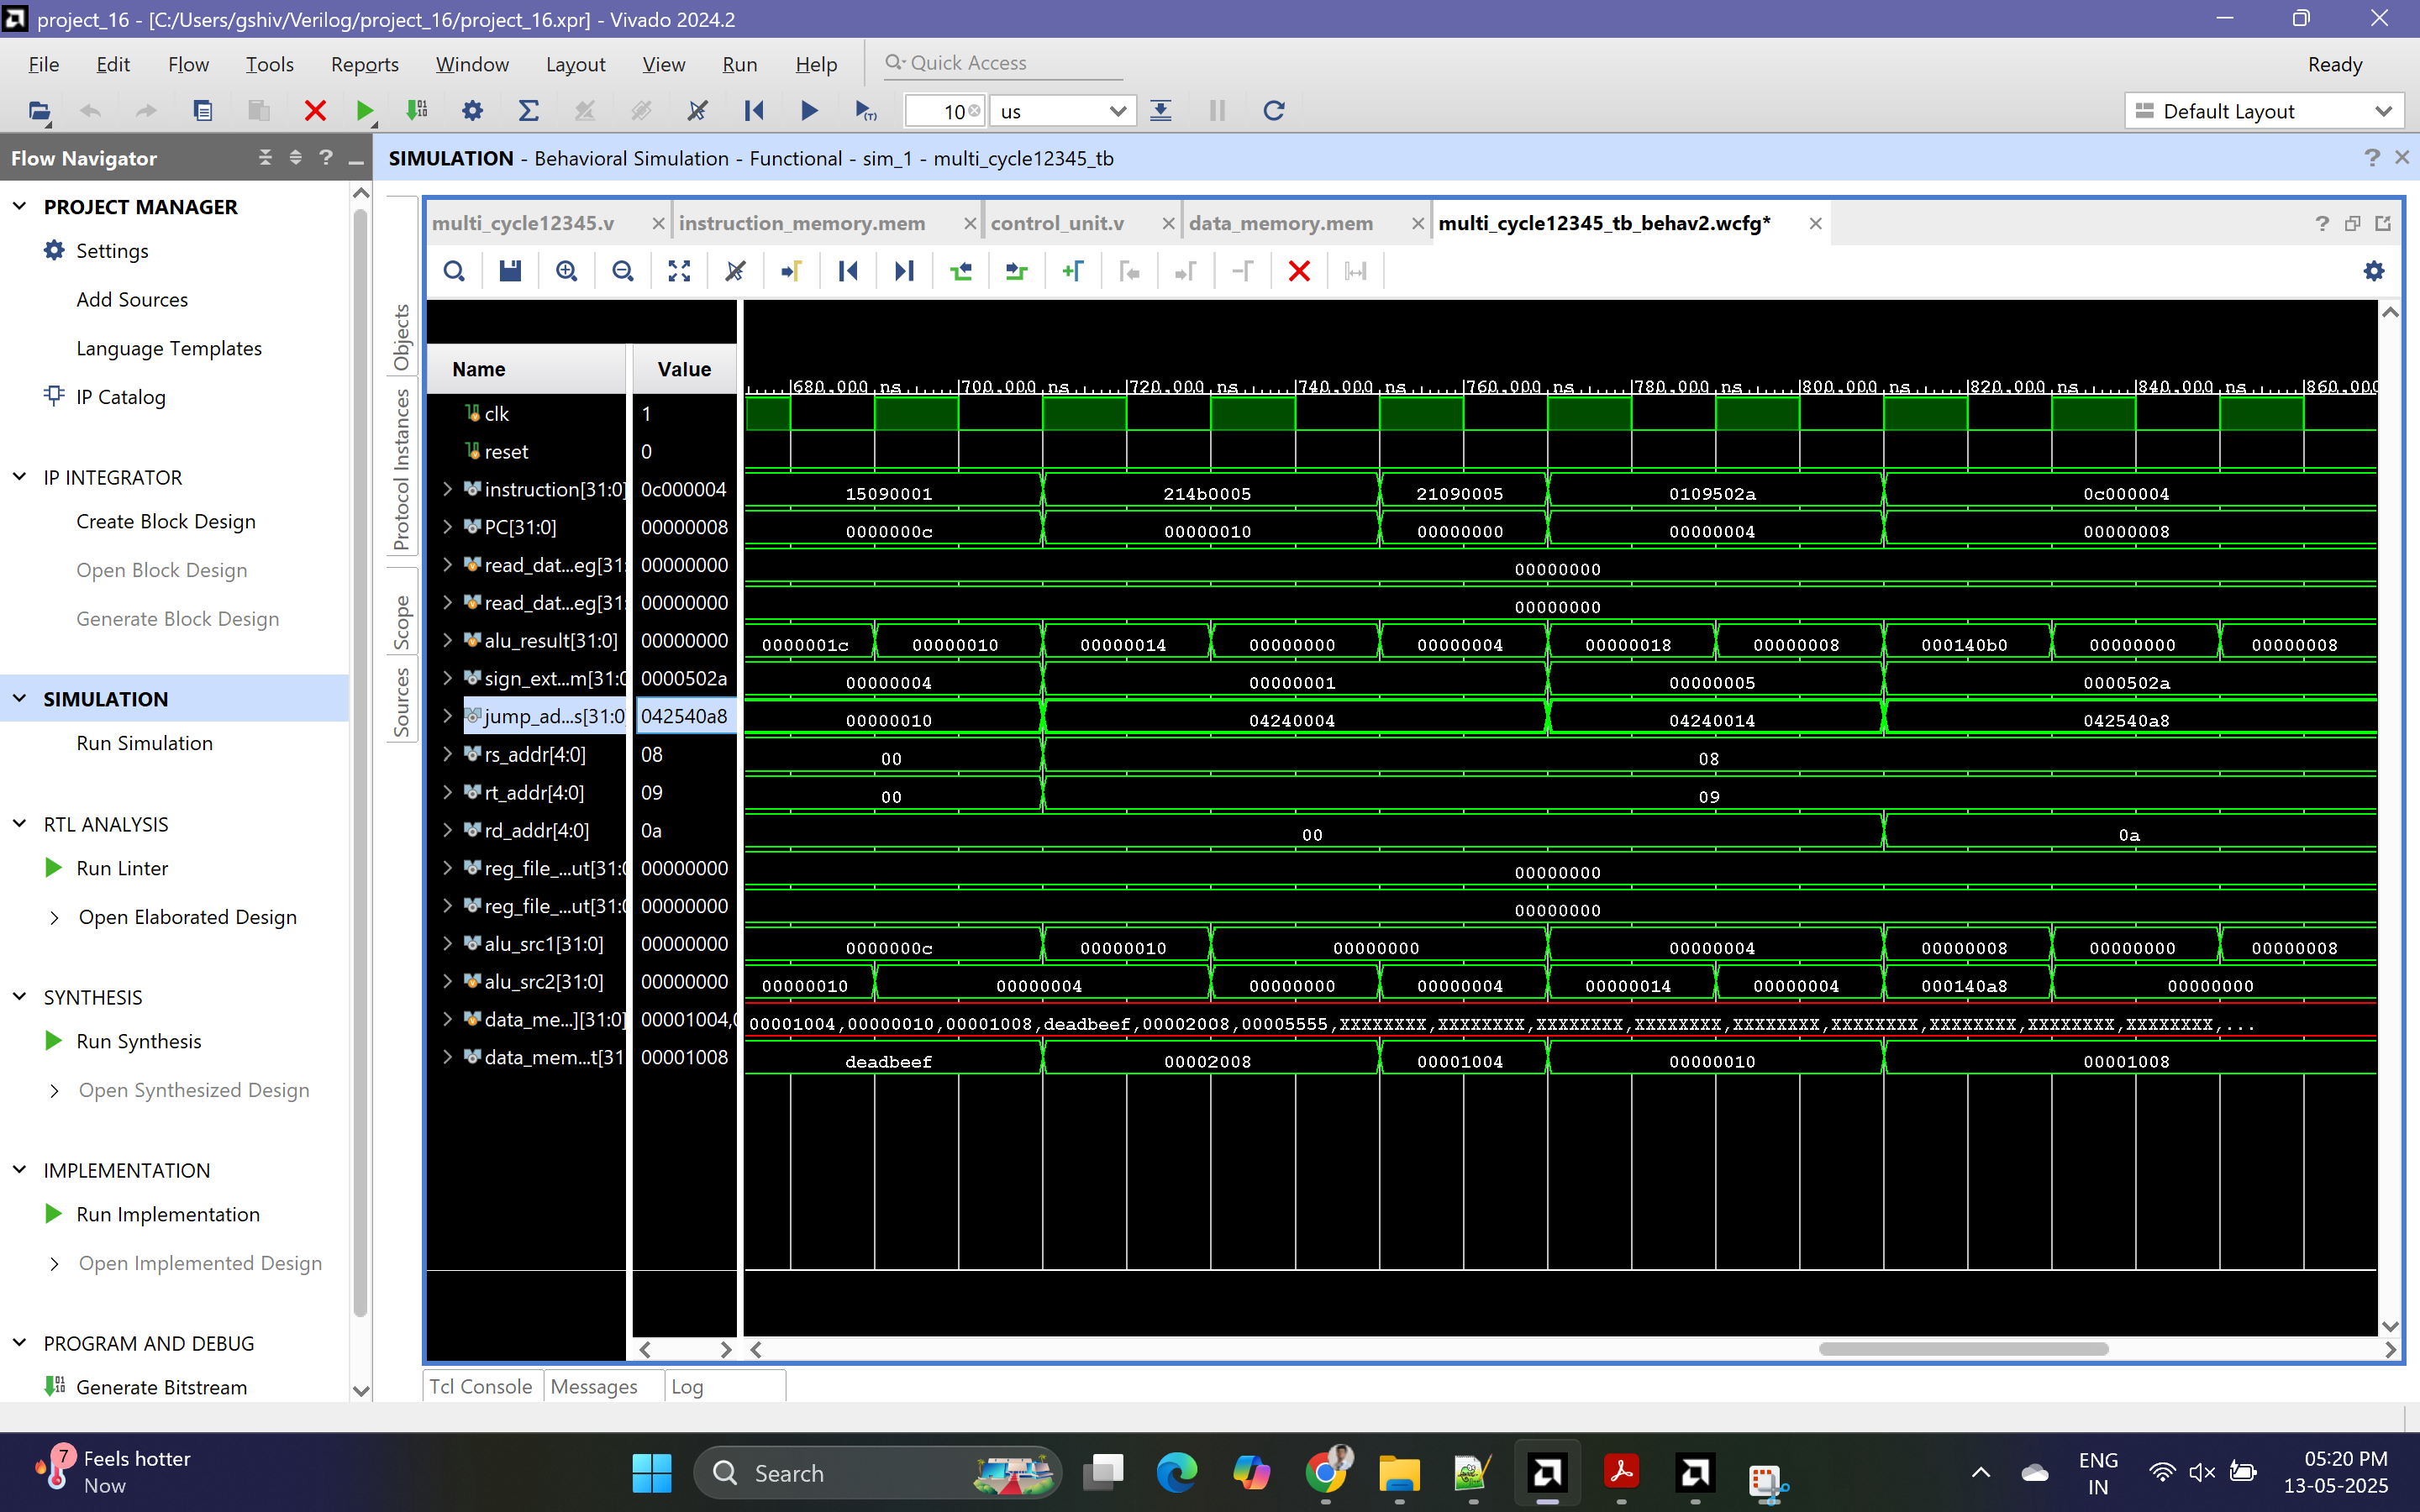 project_16 - [C:/Users/gshiv/Verilog/project_16/project_16.xpr] - Vivado 2024.2
File Edit Flow Tools Reports Window Layout View Run Help Quick Access Ready
10 us Default Layout
Flow Navigator
SIMULATION - Behavioral Simulation - Functional - sim_1 - multi_cycle12345_tb
PROJECT MANAGER
Settings
Add Sources
Language Templates
IP Catalog
IP INTEGRATOR
Create Block Design
Open Block Design
Generate Block Design
SIMULATION
Run Simulation
RTL ANALYSIS
Run Linter
Open Elaborated Design
SYNTHESIS
Run Synthesis
Open Synthesized Design
IMPLEMENTATION
Run Implementation
Open Implemented Design
PROGRAM AND DEBUG
Generate Bitstream
Objects
Protocol Instances
Scope
Sources
multi_cycle12345.v instruction_memory.mem control_unit.v data_memory.mem multi_cycle12345_tb_behav2.wcfg*
Name Value
680.000 ns 700.000 ns 720.000 ns 740.000 ns 760.000 ns 780.000 ns 800.000 ns 820.000 ns 840.000 ns 860.000
clk 1
reset 0
instruction[31:0] 0c000004 15090001 214b0005 21090005 0109502a 0c000004
PC[31:0] 00000008 0000000c 00000010 00000000 00000004 00000008
read_dat...eg[31: 00000000 00000000
read_dat...eg[31: 00000000 00000000
alu_result[31:0] 00000000 0000001c 00000010 00000014 00000000 00000004 00000018 00000008 000140b0 00000000 00000008
sign_ext...m[31:0 0000502a 00000004 00000001 00000005 0000502a
jump_ad...s[31:0 042540a8 00000010 04240004 04240014 042540a8
rs_addr[4:0] 08 00 08
rt_addr[4:0] 09 00 09
rd_addr[4:0] 0a 00 0a
reg_file_...ut[31:0 00000000 00000000
reg_file_...ut[31:0 00000000 00000000
alu_src1[31:0] 00000000 0000000c 00000010 00000000 00000004 00000008 00000000 00000008
alu_src2[31:0] 00000000 00000010 00000004 00000000 00000004 00000014 00000004 000140a8 00000000
data_me...][31:0] 00001004,0 00001004,00000010,00001008,deadbeef,00002008,00005555,XXXXXXXX,XXXXXXXX,XXXXXXXX,XXXXXXXX,XXXXXXXX,XXXXXXXX,XXXXXXXX,XXXXXXXX,XXXXXXXX,...
data_mem...t[31 00001008 deadbeef 00002008 00001004 00000010 00001008
Tcl Console Messages Log
7
Feels hotter
Now
Search
ENG
IN
05:20 PM
13-05-2025